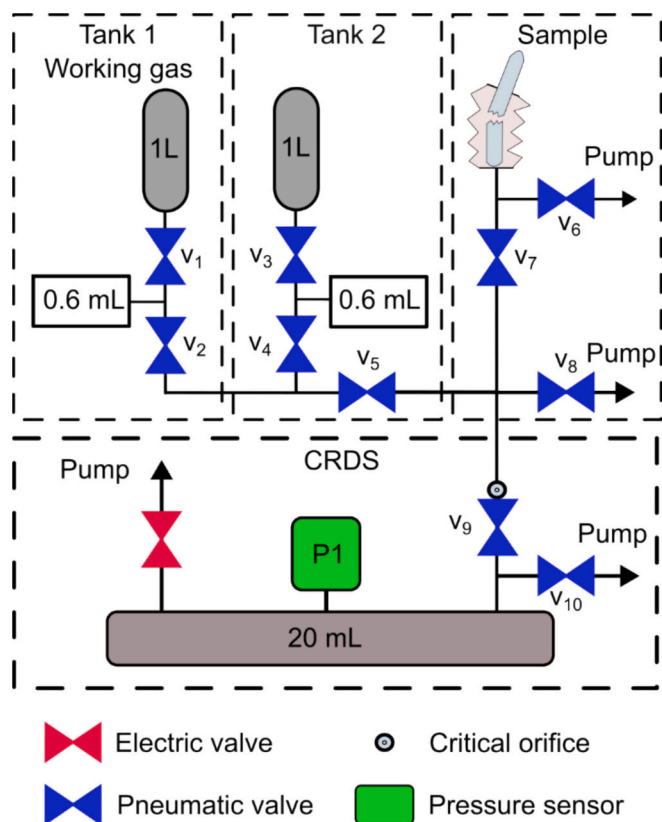 Tank 1
Tank 2
Sample
Working gas
1L
1L
Pump
v6
v1
v3
v7
0.6 mL
0.6 mL
v2
v4
v5
v8
Pump
CRDS
Pump
v9
P1
Pump
v10
20 mL
Electric valve
Critical orifice
Pneumatic valve
Pressure sensor